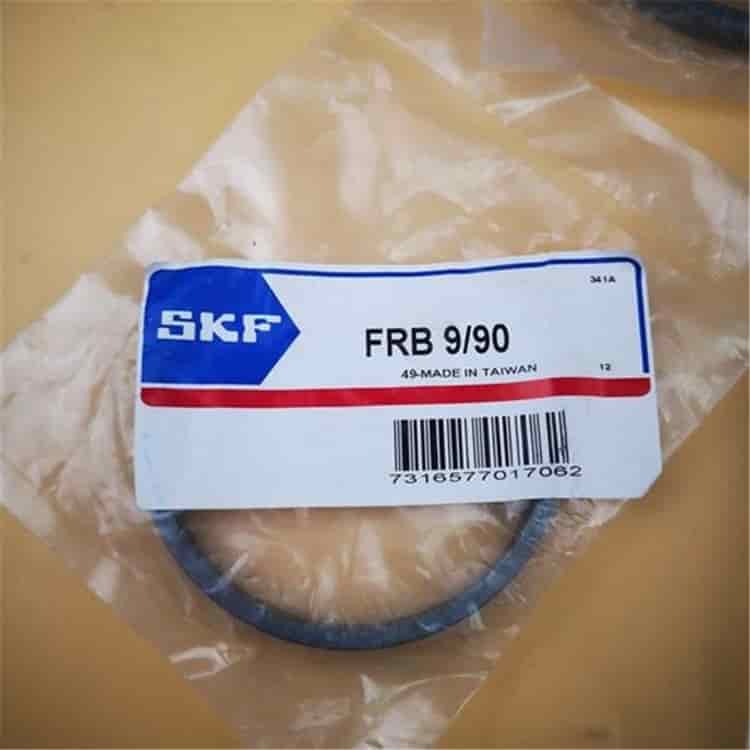 SKF
341A
FRB 9/90
49-MADE IN TAIWAN
12
7316577017062